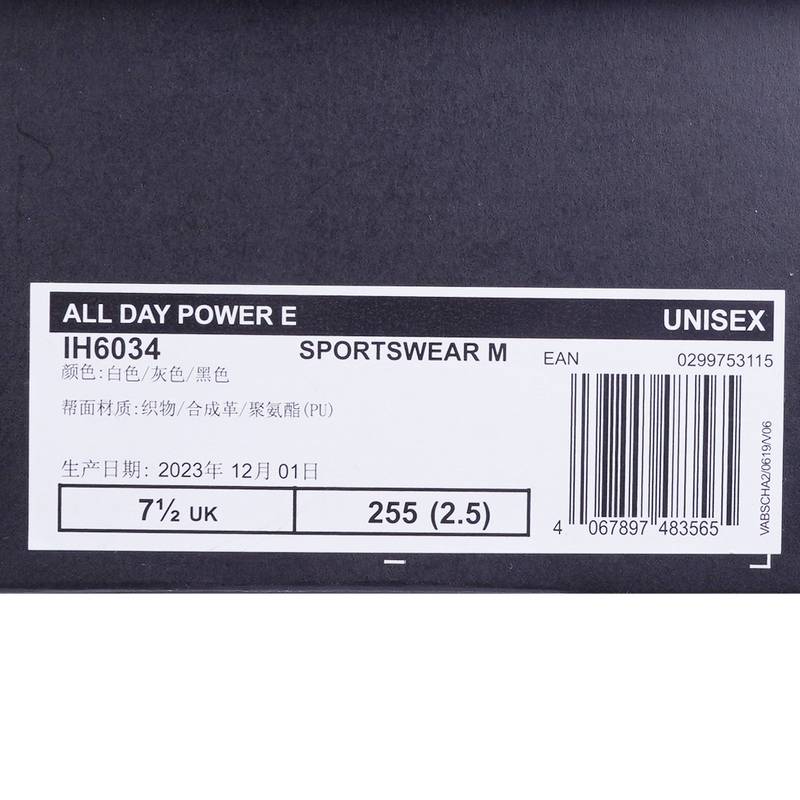 ALL DAY POWER E UNISEX
IH6034 SPORTSWEAR M EAN 0299753115
颜色:白色/灰色/黑色
帮面材质:织物/合成革/聚氨酯(PU)
生产日期: 2023年 12月 01日
7½ UK 255 (2.5)
4 067897 483565
VABSCHA2/0619/V06